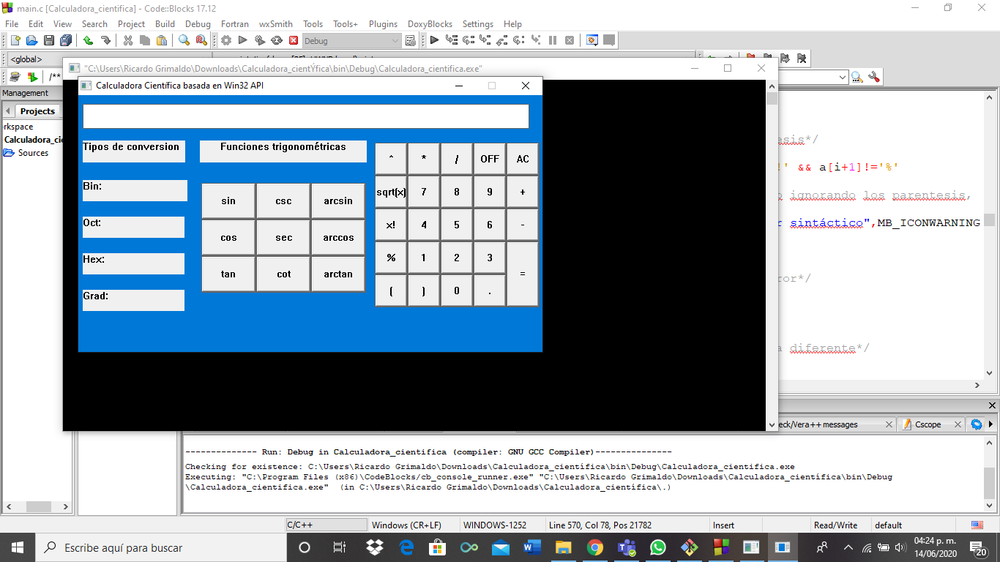 main.c [Calculadora_cientifica] - Code::Blocks 17.12
File Edit View Search Project Build Debug Fortran wxSmith Tools Tools+ Plugins DoxyBlocks Settings Help
Debug
<global>
/**
"C:\Users\Ricardo Grimaldo\Downloads\Calculadora_cientÝfica\bin\Debug\Calculadora_cientifica.exe"
Calculadora Científica basada en Win32 API
Management
Projects
rkspace
Calculadora_cie
Sources
Tipos de conversion
Funciones trigonométricas
Bin:
Oct:
Hex:
Grad:
sin csc arcsin
cos sec arccos
tan cot arctan
^ * / OFF AC
sqrt(x) 7 8 9 +
x! 4 5 6 -
% 1 2 3 =
( ) 0 .
esis*/
!' && a[i+1]!='%'
o ignorando los parentesis,
r sintáctico",MB_ICONWARNING
ror*/
a diferente*/
eck/Vera++ messages
Cscope
-------------- Run: Debug in Calculadora_cientifica (compiler: GNU GCC Compiler)---------------
Checking for existence: C:\Users\Ricardo Grimaldo\Downloads\Calculadora_científica\bin\Debug\Calculadora_cientifica.exe
Executing: "C:\Program Files (x86)\CodeBlocks/cb_console_runner.exe" "C:\Users\Ricardo Grimaldo\Downloads\Calculadora_científica\bin\Debug
\Calculadora_cientifica.exe"  (in C:\Users\Ricardo Grimaldo\Downloads\Calculadora_científica\.)
C/C++ Windows (CR+LF) WINDOWS-1252 Line 570, Col 78, Pos 21782 Insert Read/Write default
Escribe aquí para buscar
04:24 p. m.
14/06/2020
20